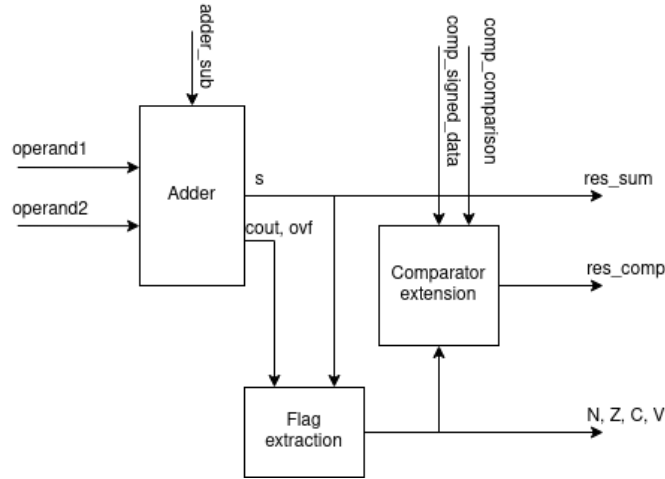 adder_sub
comp_signed_data
comp_comparison
operand1
operand2
Adder
s
cout, ovf
res_sum
Comparator
extension
res_comp
Flag
extraction
N, Z, C, V